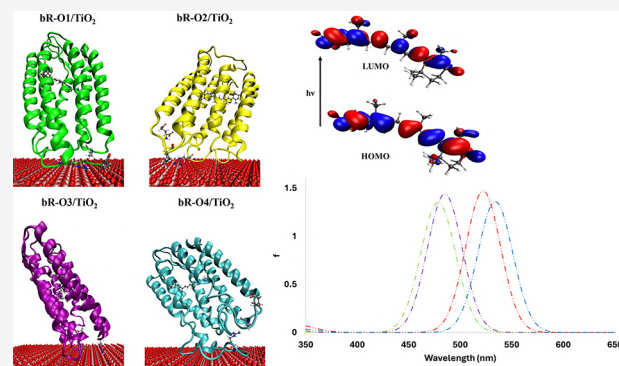 bR-O1/TiO2
bR-O2/TiO2
bR-O3/TiO2
bR-O4/TiO2
LUMO
hν
HOMO
1.5
1
0.5
0
f
350
400
450
500
550
600
650
Wavelength (nm)